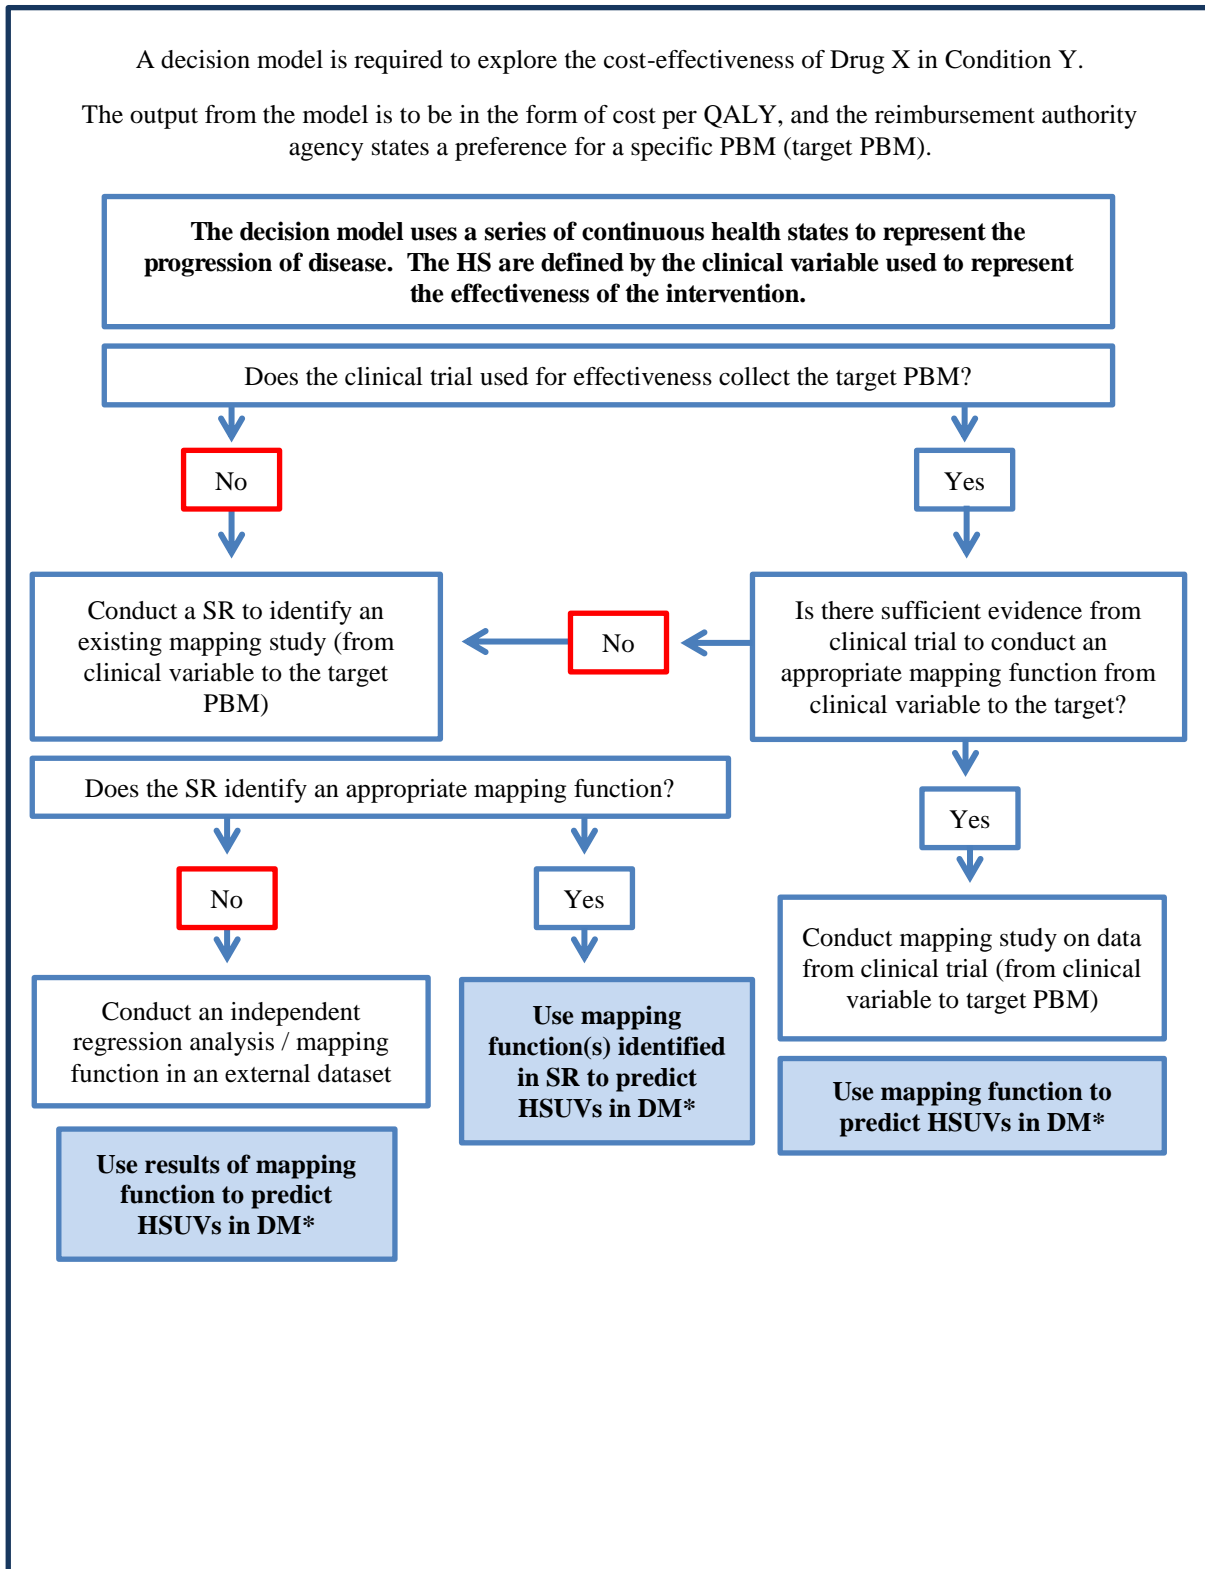 A decision model is required to explore the cost-effectiveness of Drug X in Condition Y.
The output from the model is to be in the form of cost per QALY, and the reimbursement authority
agency states a preference for a specific PBM (target PBM).
The decision model uses a series of continuous health states to represent the
progression of disease.  The HS are defined by the clinical variable used to represent
the effectiveness of the intervention.
Does the clinical trial used for effectiveness collect the target PBM?
No
Yes
Conduct a SR to identify an
existing mapping study (from
clinical variable to the target
PBM)
No
Is there sufficient evidence from
clinical trial to conduct an
appropriate mapping function from
clinical variable to the target?
Does the SR identify an appropriate mapping function?
Yes
No
Yes
Conduct mapping study on data
from clinical trial (from clinical
variable to target PBM)
Conduct an independent
regression analysis / mapping
function in an external dataset
Use mapping
function(s) identified
in SR to predict
HSUVs in DM*
Use mapping function to
predict HSUVs in DM*
Use results of mapping
function to predict
HSUVs in DM*